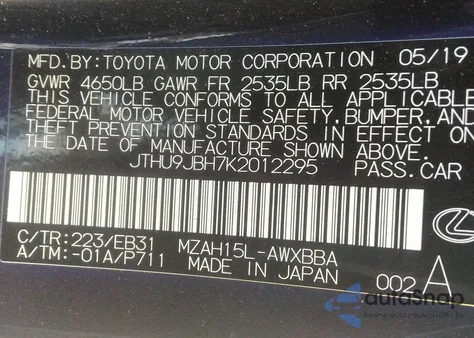 MFD.BY:TOYOTA MOTOR CORPORATION 05/19
GVWR 4650LB GAWR FR 2535LB RR 2535LB
THIS VEHICLE CONFORMS TO ALL APPLICABLE
FEDERAL MOTOR VEHICLE SAFETY,BUMPER,AND
THEFT PREVENTION STANDARDS IN EFFECT ON
THE DATE OF MANUFACTURE SHOWN ABOVE.
JTHU9JBH7K2012295 PASS.CAR
C/TR:223/EB31 MZAH15L-AWXBBA
A/TM:-01A/P711 MADE IN JAPAN 002 A
autoSnap